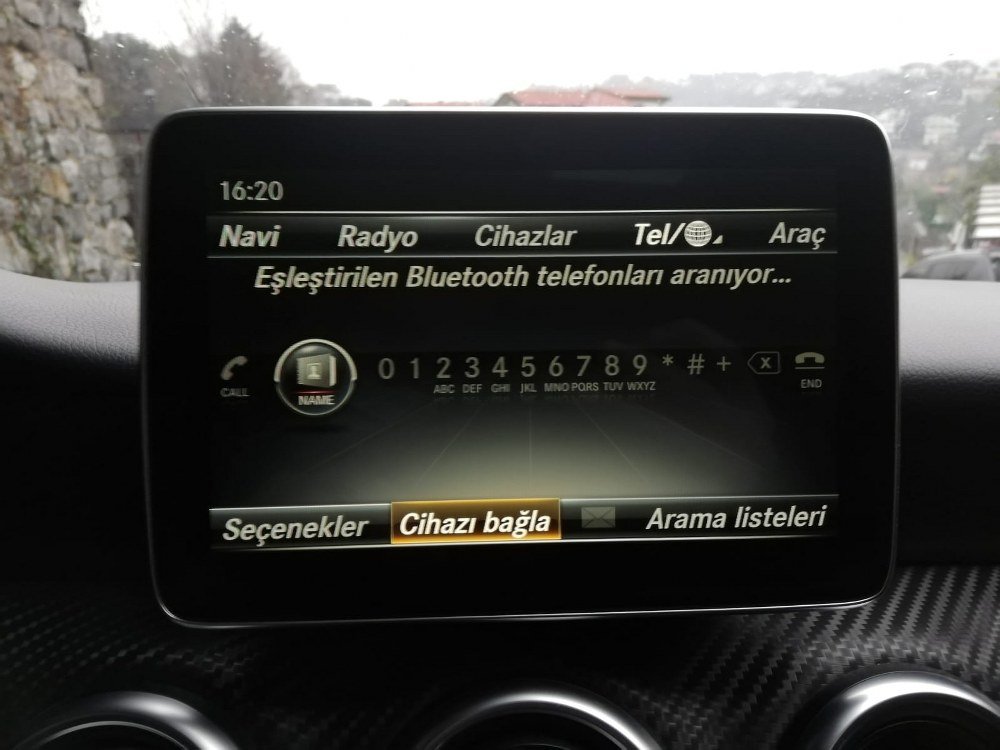 16:20
Navi Radyo Cihazlar Tel/ Araç
Eşleştirilen Bluetooth telefonları aranıyor...
CALL NAME 0 1 2 3 4 5 6 7 8 9 * # + X END
ABC DEF GHI JKL MNO PQRS TUV WXYZ
Seçenekler Cihazı bağla Arama listeleri